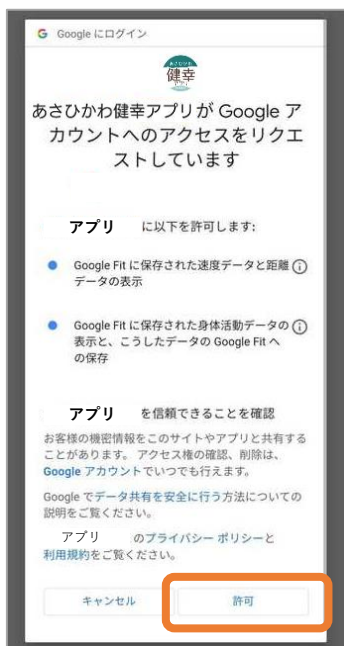 G Google にログイン
あさひかわ
健幸
あさひかわ健幸アプリが Google ア
カウントへのアクセスをリクエ
ストしています
アプリ に以下を許可します:
Google Fit に保存された速度データと距離
データの表示
Google Fit に保存された身体活動データの
表示と、こうしたデータの Google Fit へ
の保存
アプリ を信頼できることを確認
お客様の機密情報をこのサイトやアプリと共有する
ことがあります。 アクセス権の確認、削除は、
Google アカウントでいつでも行えます。
Google でデータ共有を安全に行う方法についての
説明をご覧ください。
アプリ のプライバシー ポリシーと
利用規約をご覧ください。
キャンセル 許可